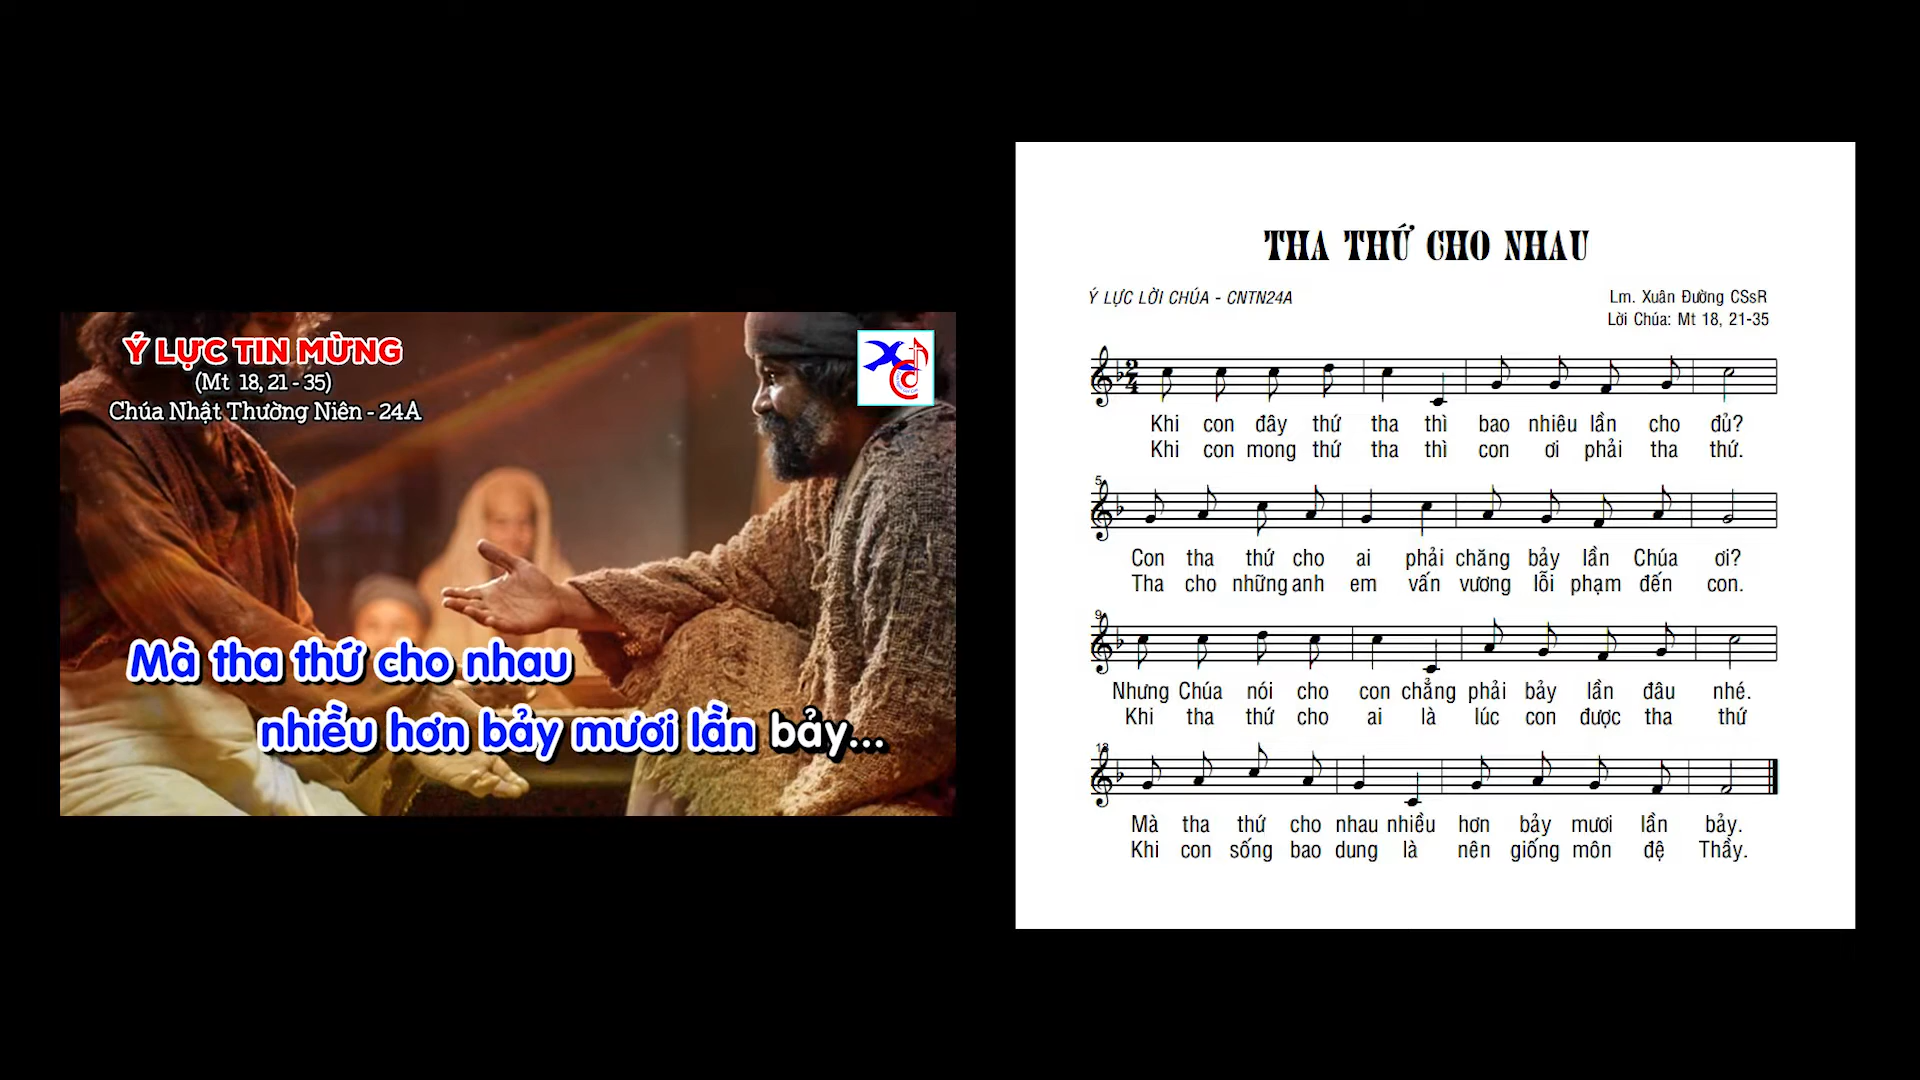 Ý LỰC TIN MỪNG
(Mt 18, 21 - 35)
Chúa Nhật Thường Niên - 24A
Mà tha thứ cho nhau
nhiều hơn bảy mươi lần bảy...
THA THỨ CHO NHAU
Ý LỰC LỜI CHÚA - CNTN24A
Lm. Xuân Đường CSsR
Lời Chúa: Mt 18, 21-35
Khi con đây thứ tha thì bao nhiêu lần cho đủ?
Khi con mong thứ tha thì con ơi phải tha thứ.
5
Con tha thứ cho ai phải chăng bảy lần Chúa ơi?
Tha cho những anh em vấn vương lỗi phạm đến con.
9
Nhưng Chúa nói cho con chẳng phải bảy lần đâu nhé.
Khi tha thứ cho ai là lúc con được tha thứ
13
Mà tha thứ cho nhau nhiều hơn bảy mươi lần bảy.
Khi con sống bao dung là nên giống môn đệ Thầy.